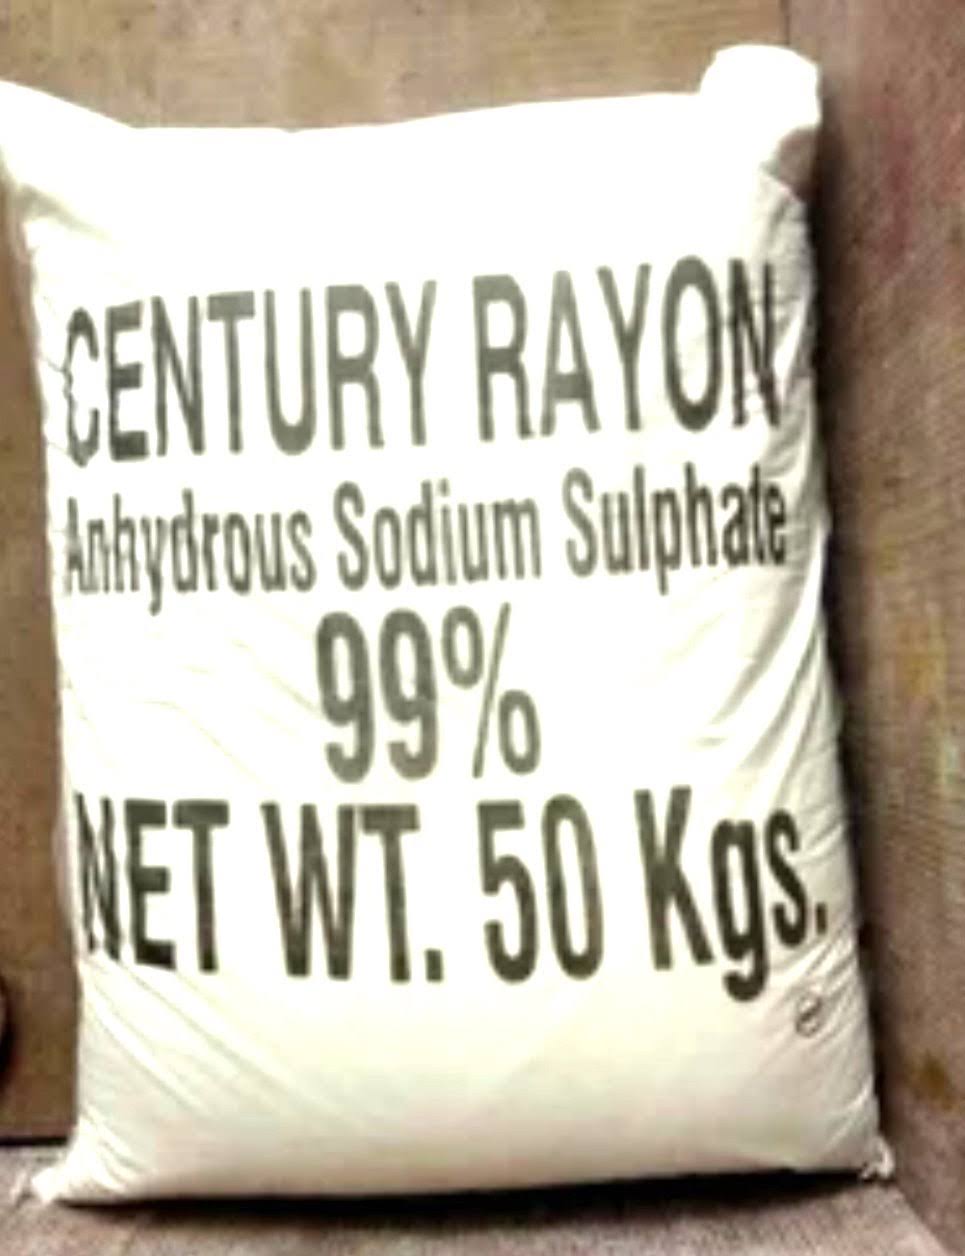 CENTURY RAYON
Anhydrous Sodium Sulphate
99%
NET WT. 50 Kgs.